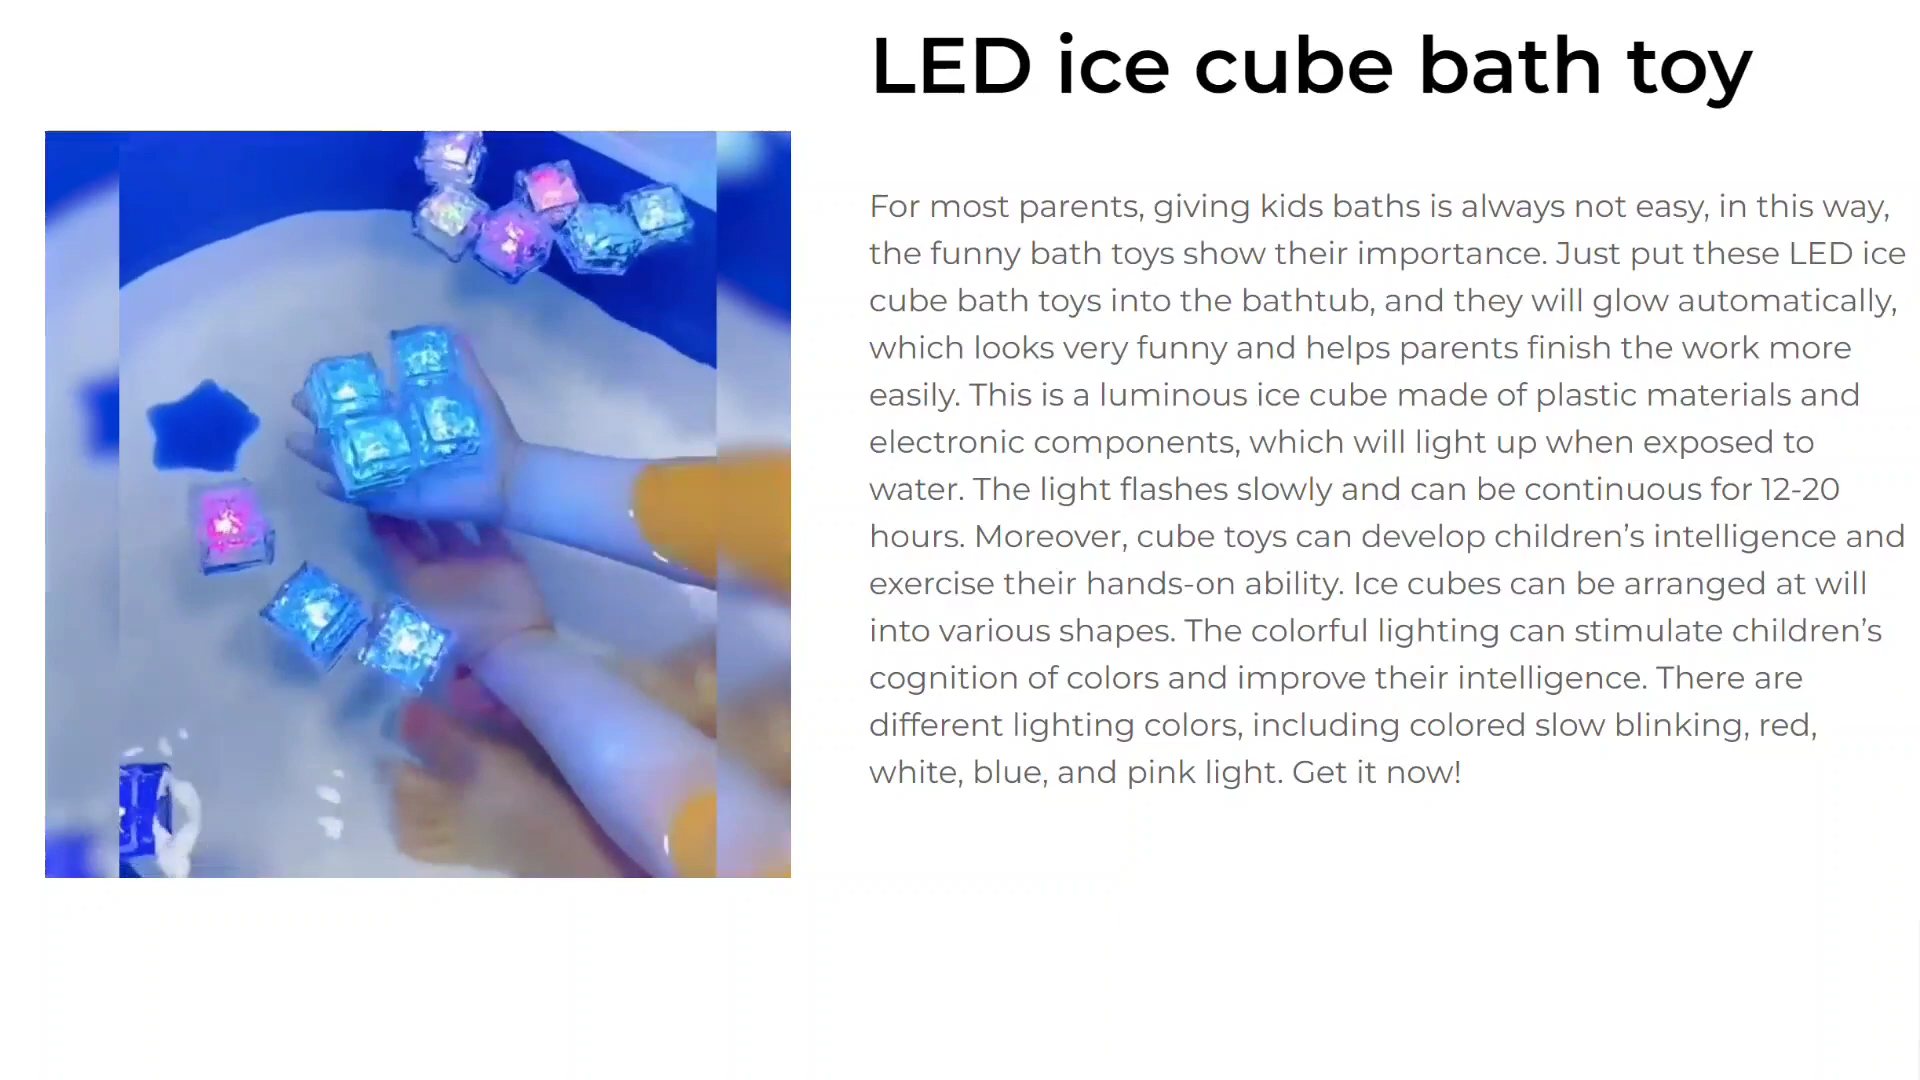 LED ice cube bath toy
For most parents, giving kids baths is always not easy, in this way,
the funny bath toys show their importance. Just put these LED ice
cube bath toys into the bathtub, and they will glow automatically,
which looks very funny and helps parents finish the work more
easily. This is a luminous ice cube made of plastic materials and
electronic components, which will light up when exposed to
water. The light flashes slowly and can be continuous for 12-20
hours. Moreover, cube toys can develop children’s intelligence and
exercise their hands-on ability. Ice cubes can be arranged at will
into various shapes. The colorful lighting can stimulate children’s
cognition of colors and improve their intelligence. There are
different lighting colors, including colored slow blinking, red,
white, blue, and pink light. Get it now!